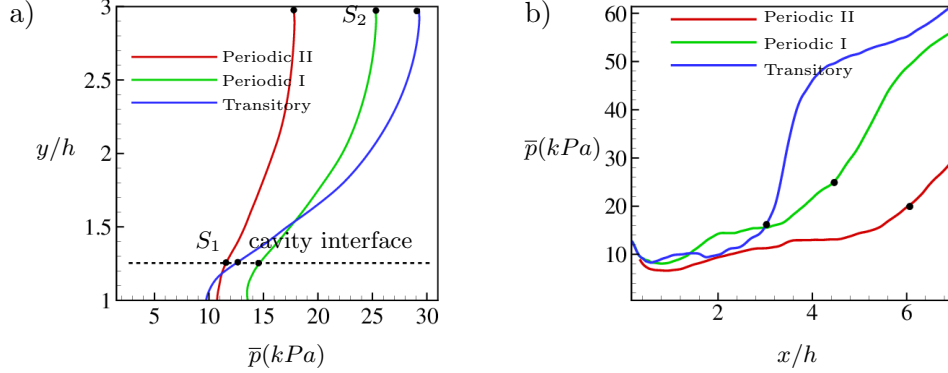 a)
3
2.5
2
1.5
1
y/h
S₂
Periodic II
Periodic I
Transitory
S₁
cavity interface
5 10 15 20 25 30
p̅(kPa)
b)
60
50
40
30
20
10
p̅(kPa)
Periodic II
Periodic I
Transitory
2 4 6
x/h